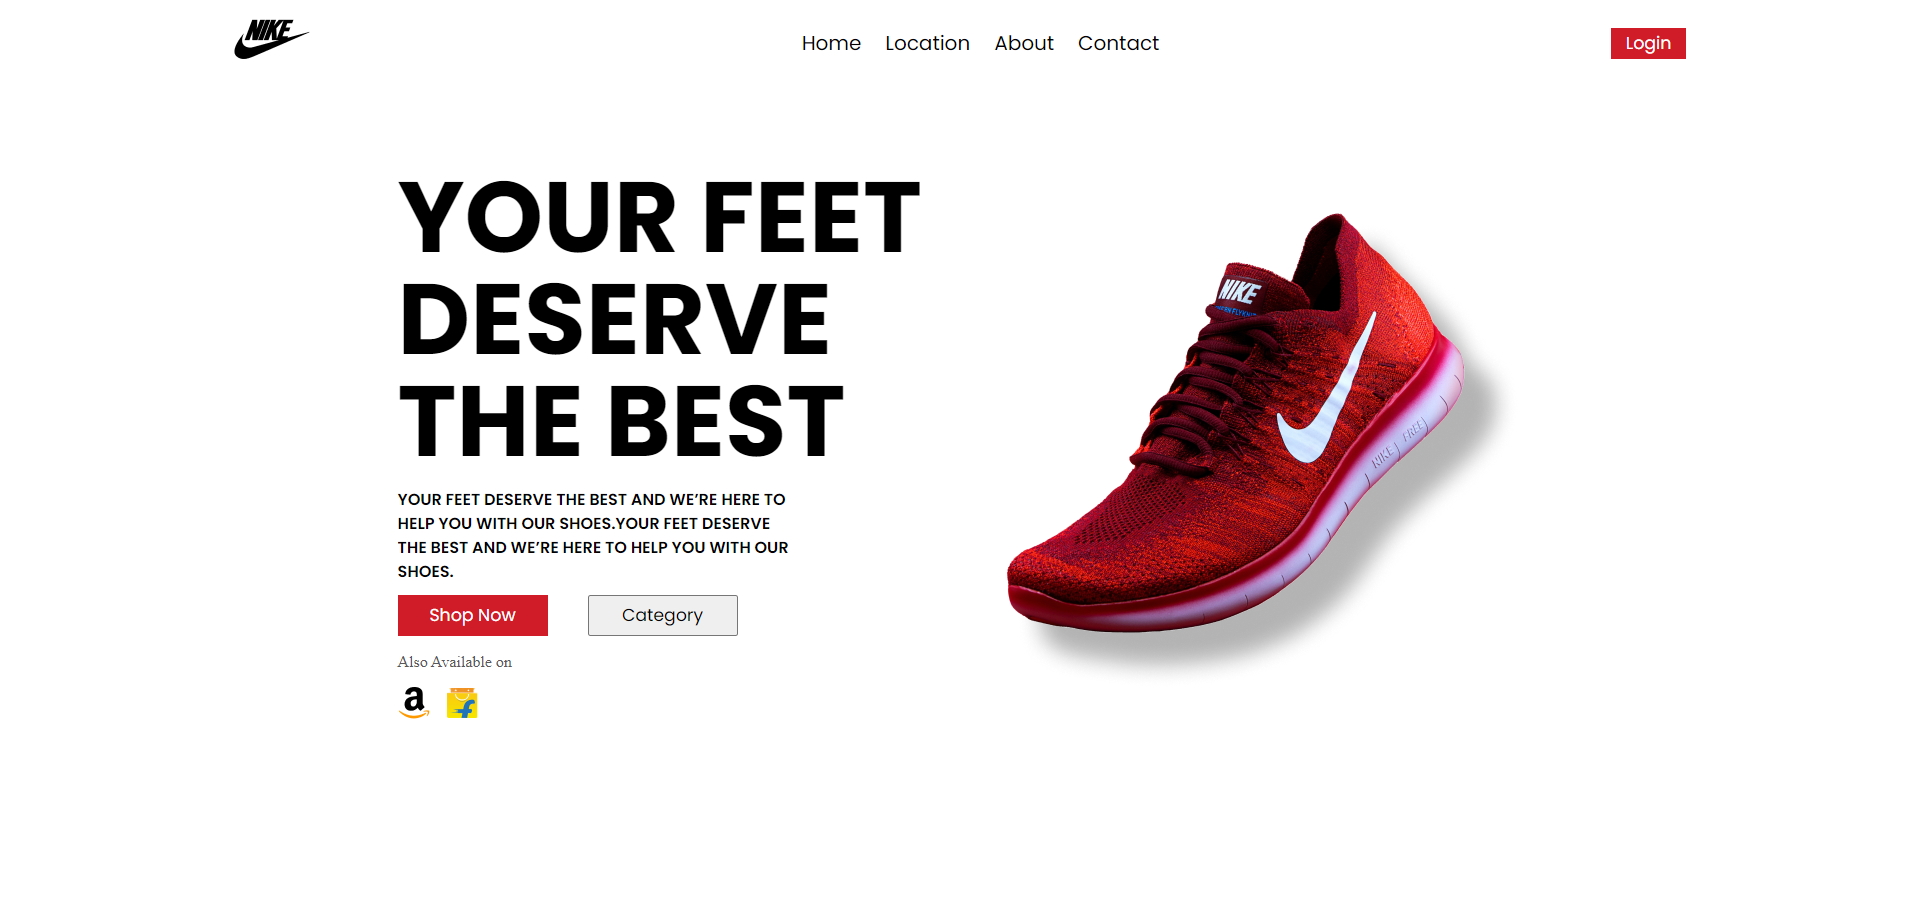 NIKE
Home Location About Contact
Login
YOUR FEET
DESERVE
THE BEST
NIKE
NIKE FREE
YOUR FEET DESERVE THE BEST AND WE’RE HERE TO
HELP YOU WITH OUR SHOES.YOUR FEET DESERVE
THE BEST AND WE’RE HERE TO HELP YOU WITH OUR
SHOES.
Shop Now
Category
Also Available on
a
f